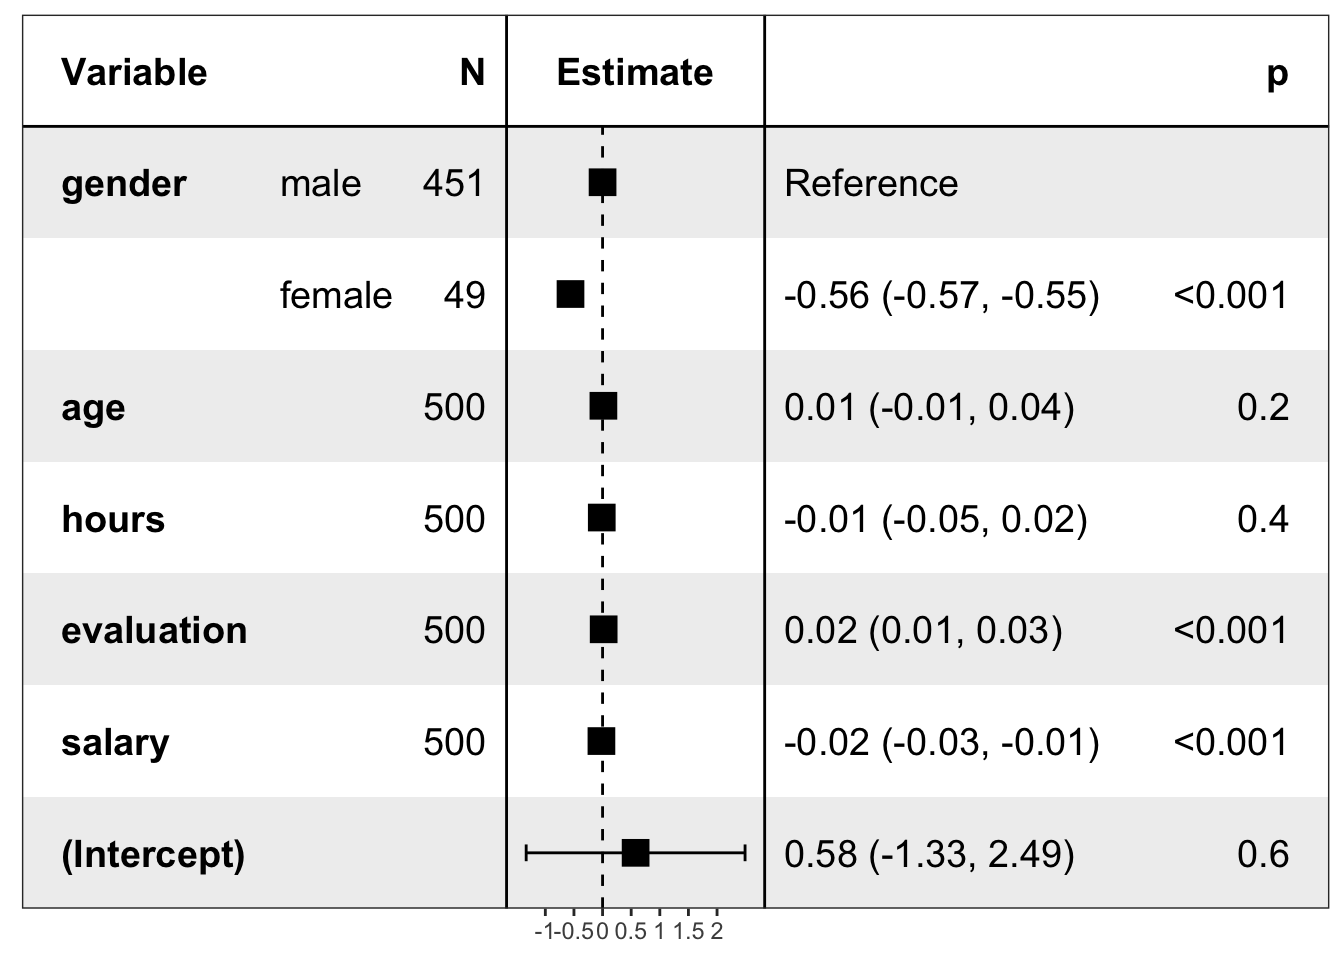 Variable N Estimate p
gender male 451 Reference
female 49 -0.56 (-0.57, -0.55) <0.001
age 500 0.01 (-0.01, 0.04) 0.2
hours 500 -0.01 (-0.05, 0.02) 0.4
evaluation 500 0.02 (0.01, 0.03) <0.001
salary 500 -0.02 (-0.03, -0.01) <0.001
(Intercept) 0.58 (-1.33, 2.49) 0.6
-1 -0.5 0 0.5 1 1.5 2